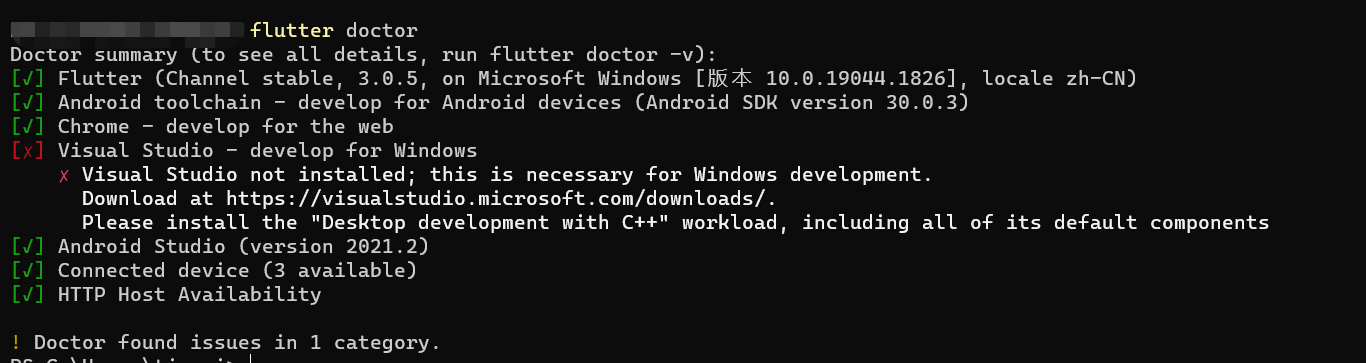 flutter doctor
Doctor summary (to see all details, run flutter doctor -v):
[√] Flutter (Channel stable, 3.0.5, on Microsoft Windows [版本 10.0.19044.1826], locale zh-CN)
[√] Android toolchain - develop for Android devices (Android SDK version 30.0.3)
[√] Chrome - develop for the web
[✗] Visual Studio - develop for Windows
✗ Visual Studio not installed; this is necessary for Windows development.
Download at https://visualstudio.microsoft.com/downloads/.
Please install the "Desktop development with C++" workload, including all of its default components
[√] Android Studio (version 2021.2)
[√] Connected device (3 available)
[√] HTTP Host Availability
! Doctor found issues in 1 category.